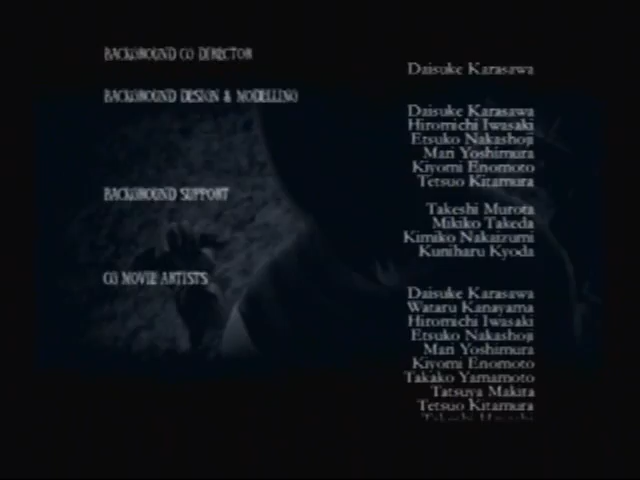 BACKGROUND CG DIRECTOR
Daisuke Karasawa
BACKGROUND DESIGN & MODELLING
Daisuke Karasawa
Hiromichi Iwasaki
Etsuko Nakashoji
Mari Yoshimura
Kiyomi Enomoto
Tetsuo Kitamura
BACKGROUND SUPPORT
Takeshi Murota
Mikiko Takeda
Kimiko Nakaizumi
Kuniharu Kyoda
CG MOVIE ARTISTS
Daisuke Karasawa
Wataru Kanayama
Hiromichi Iwasaki
Etsuko Nakashoji
Mari Yoshimura
Kiyomi Enomoto
Takako Yamamoto
Tatsuya Makita
Tetsuo Kitamura